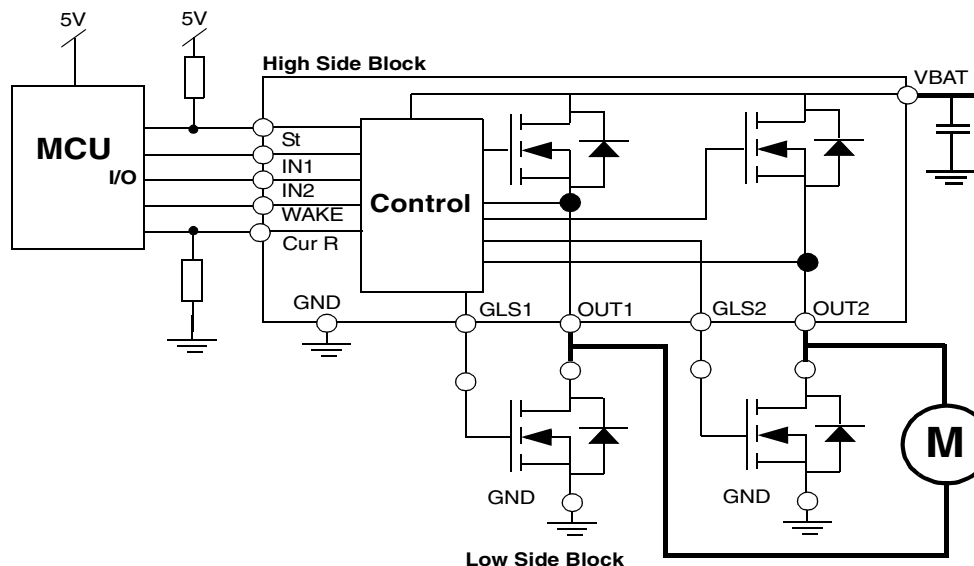 5V
5V
High Side Block
VBAT
MCU
I/O
St
IN1
IN2
WAKE
Cur R
Control
GND
GLS1
OUT1
GLS2
OUT2
M
GND
GND
Low Side Block